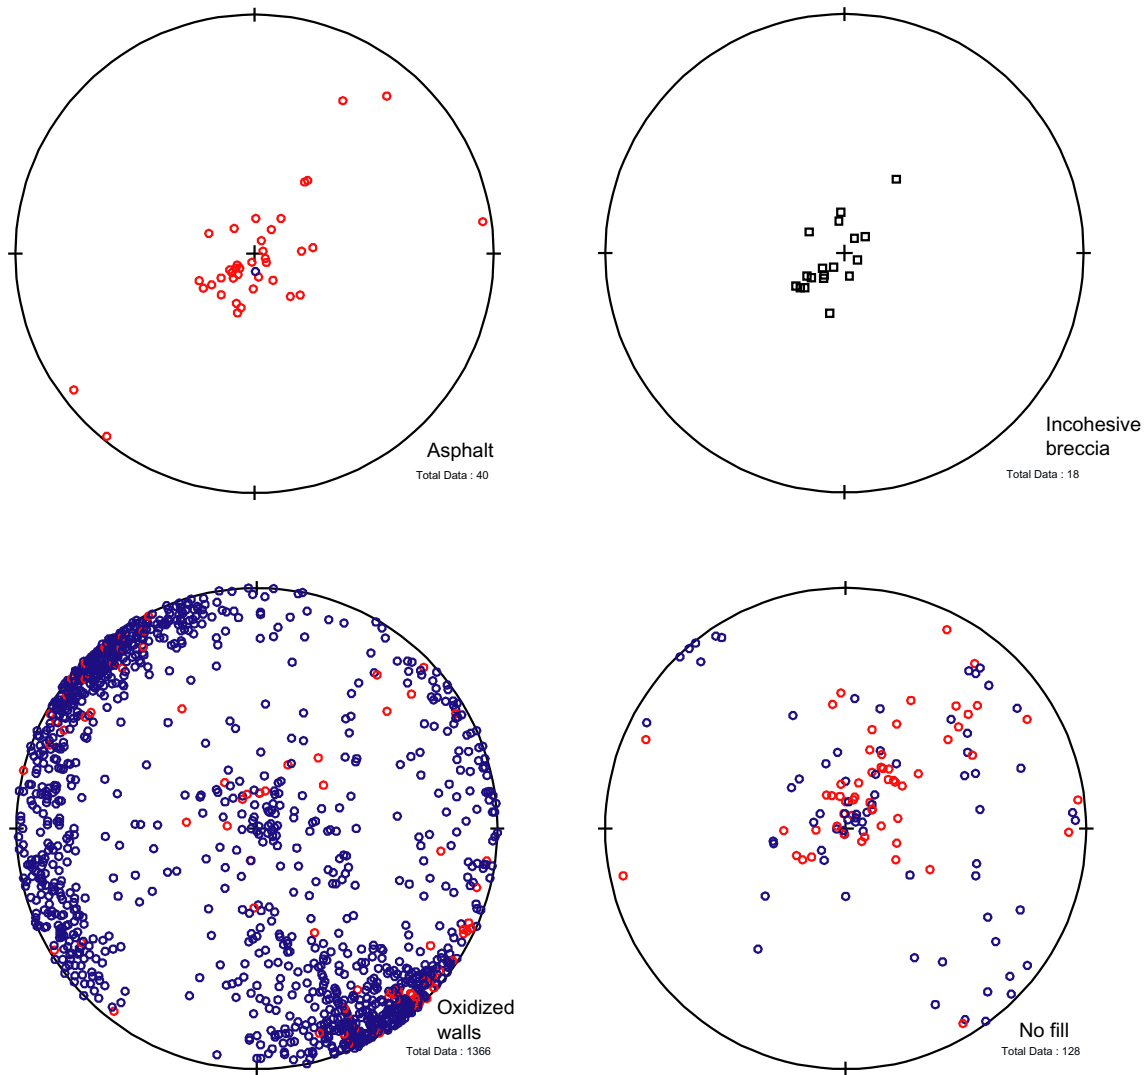 Asphalt
Total Data : 40
Incohesive
breccia
Total Data : 18
Oxidized
walls
Total Data : 1366
No fill
Total Data : 128